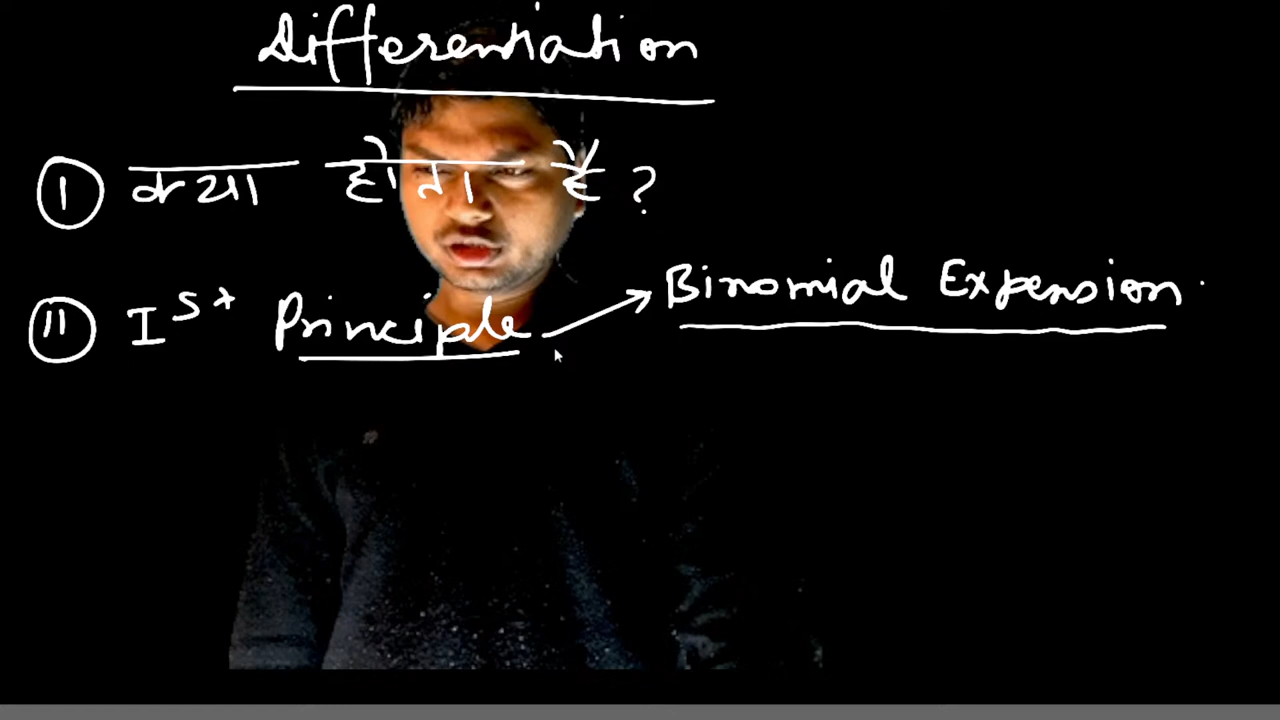 Differentiation
① क्या होता है ?
② Ist Principle → Binomial Expension